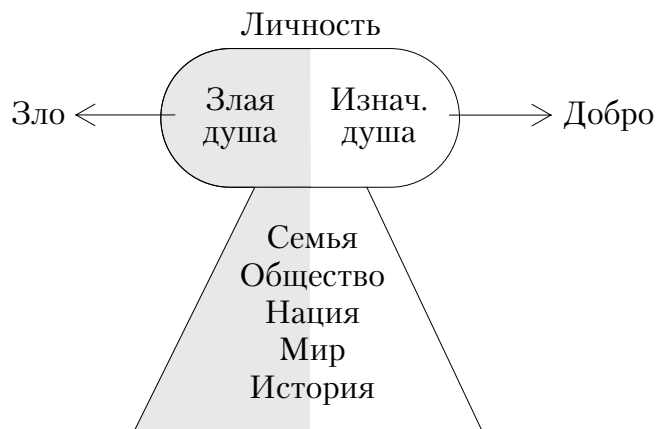 Личность
Зло
Злая
душа
Изнач.
душа
Добро
Семья
Общество
Нация
Мир
История